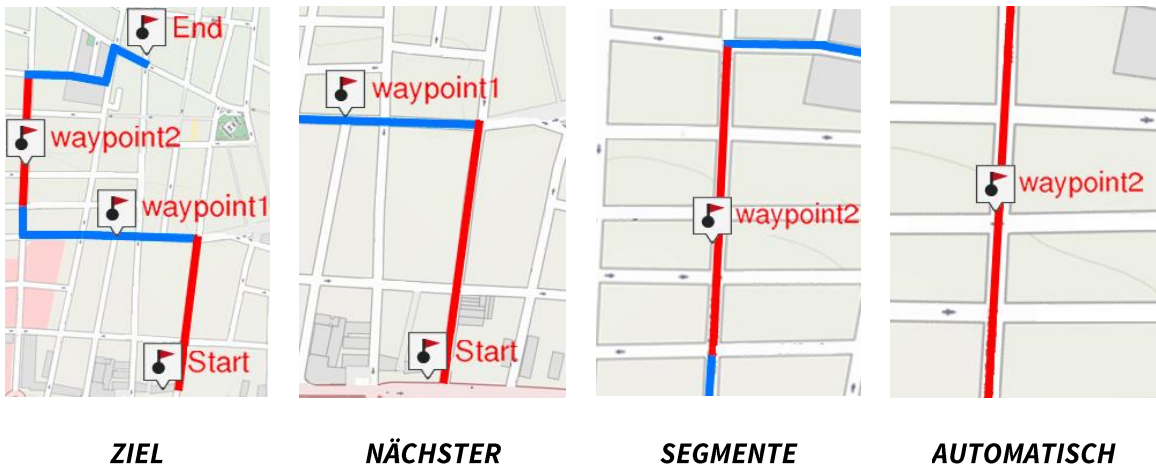 End
waypoint2
waypoint1
Start
waypoint1
Start
waypoint2
waypoint2
ZIEL
NÄCHSTER
SEGMENTE
AUTOMATISCH